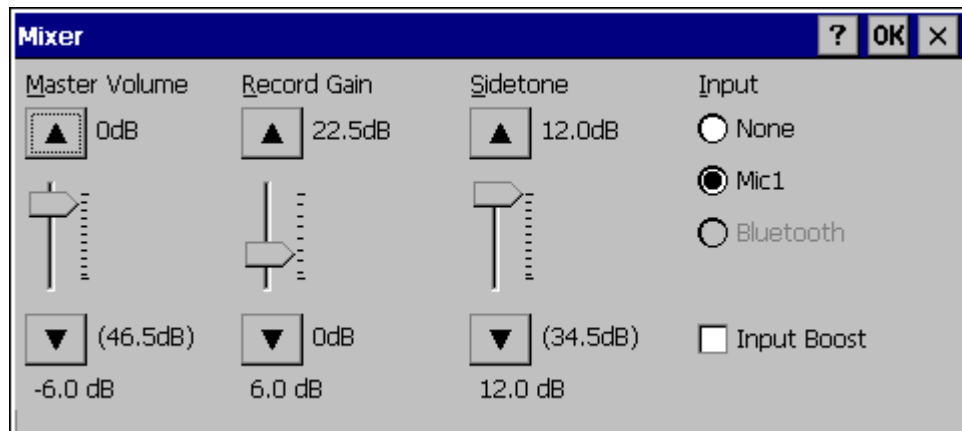 Mixer ? OK ×
Master Volume Record Gain Sidetone Input
0dB 22.5dB 12.0dB None
Mic1
Bluetooth
(46.5dB) 0dB (34.5dB) Input Boost
-6.0 dB 6.0 dB 12.0 dB